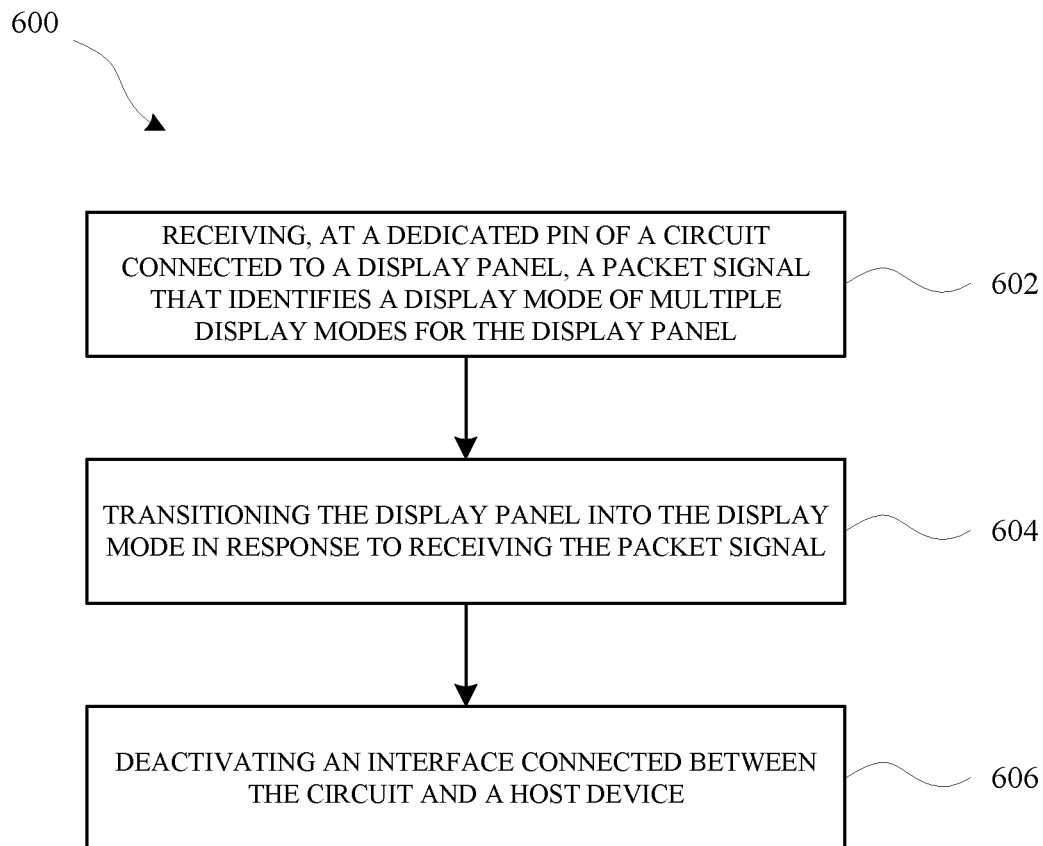 600
RECEIVING, AT A DEDICATED PIN OF A CIRCUIT
CONNECTED TO A DISPLAY PANEL, A PACKET SIGNAL
THAT IDENTIFIES A DISPLAY MODE OF MULTIPLE
DISPLAY MODES FOR THE DISPLAY PANEL
602
TRANSITIONING THE DISPLAY PANEL INTO THE DISPLAY
MODE IN RESPONSE TO RECEIVING THE PACKET SIGNAL
604
DEACTIVATING AN INTERFACE CONNECTED BETWEEN
THE CIRCUIT AND A HOST DEVICE
606